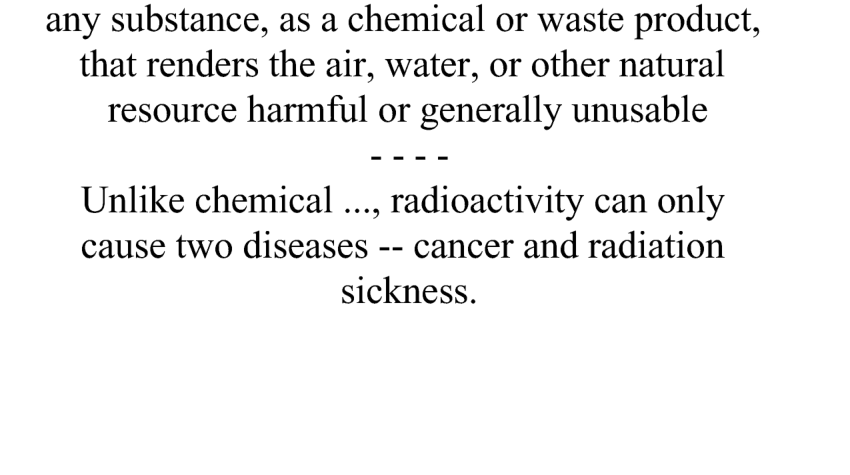 any substance, as a chemical or waste product,
that renders the air, water, or other natural
resource harmful or generally unusable
- - - -
Unlike chemical ..., radioactivity can only
cause two diseases -- cancer and radiation
sickness.